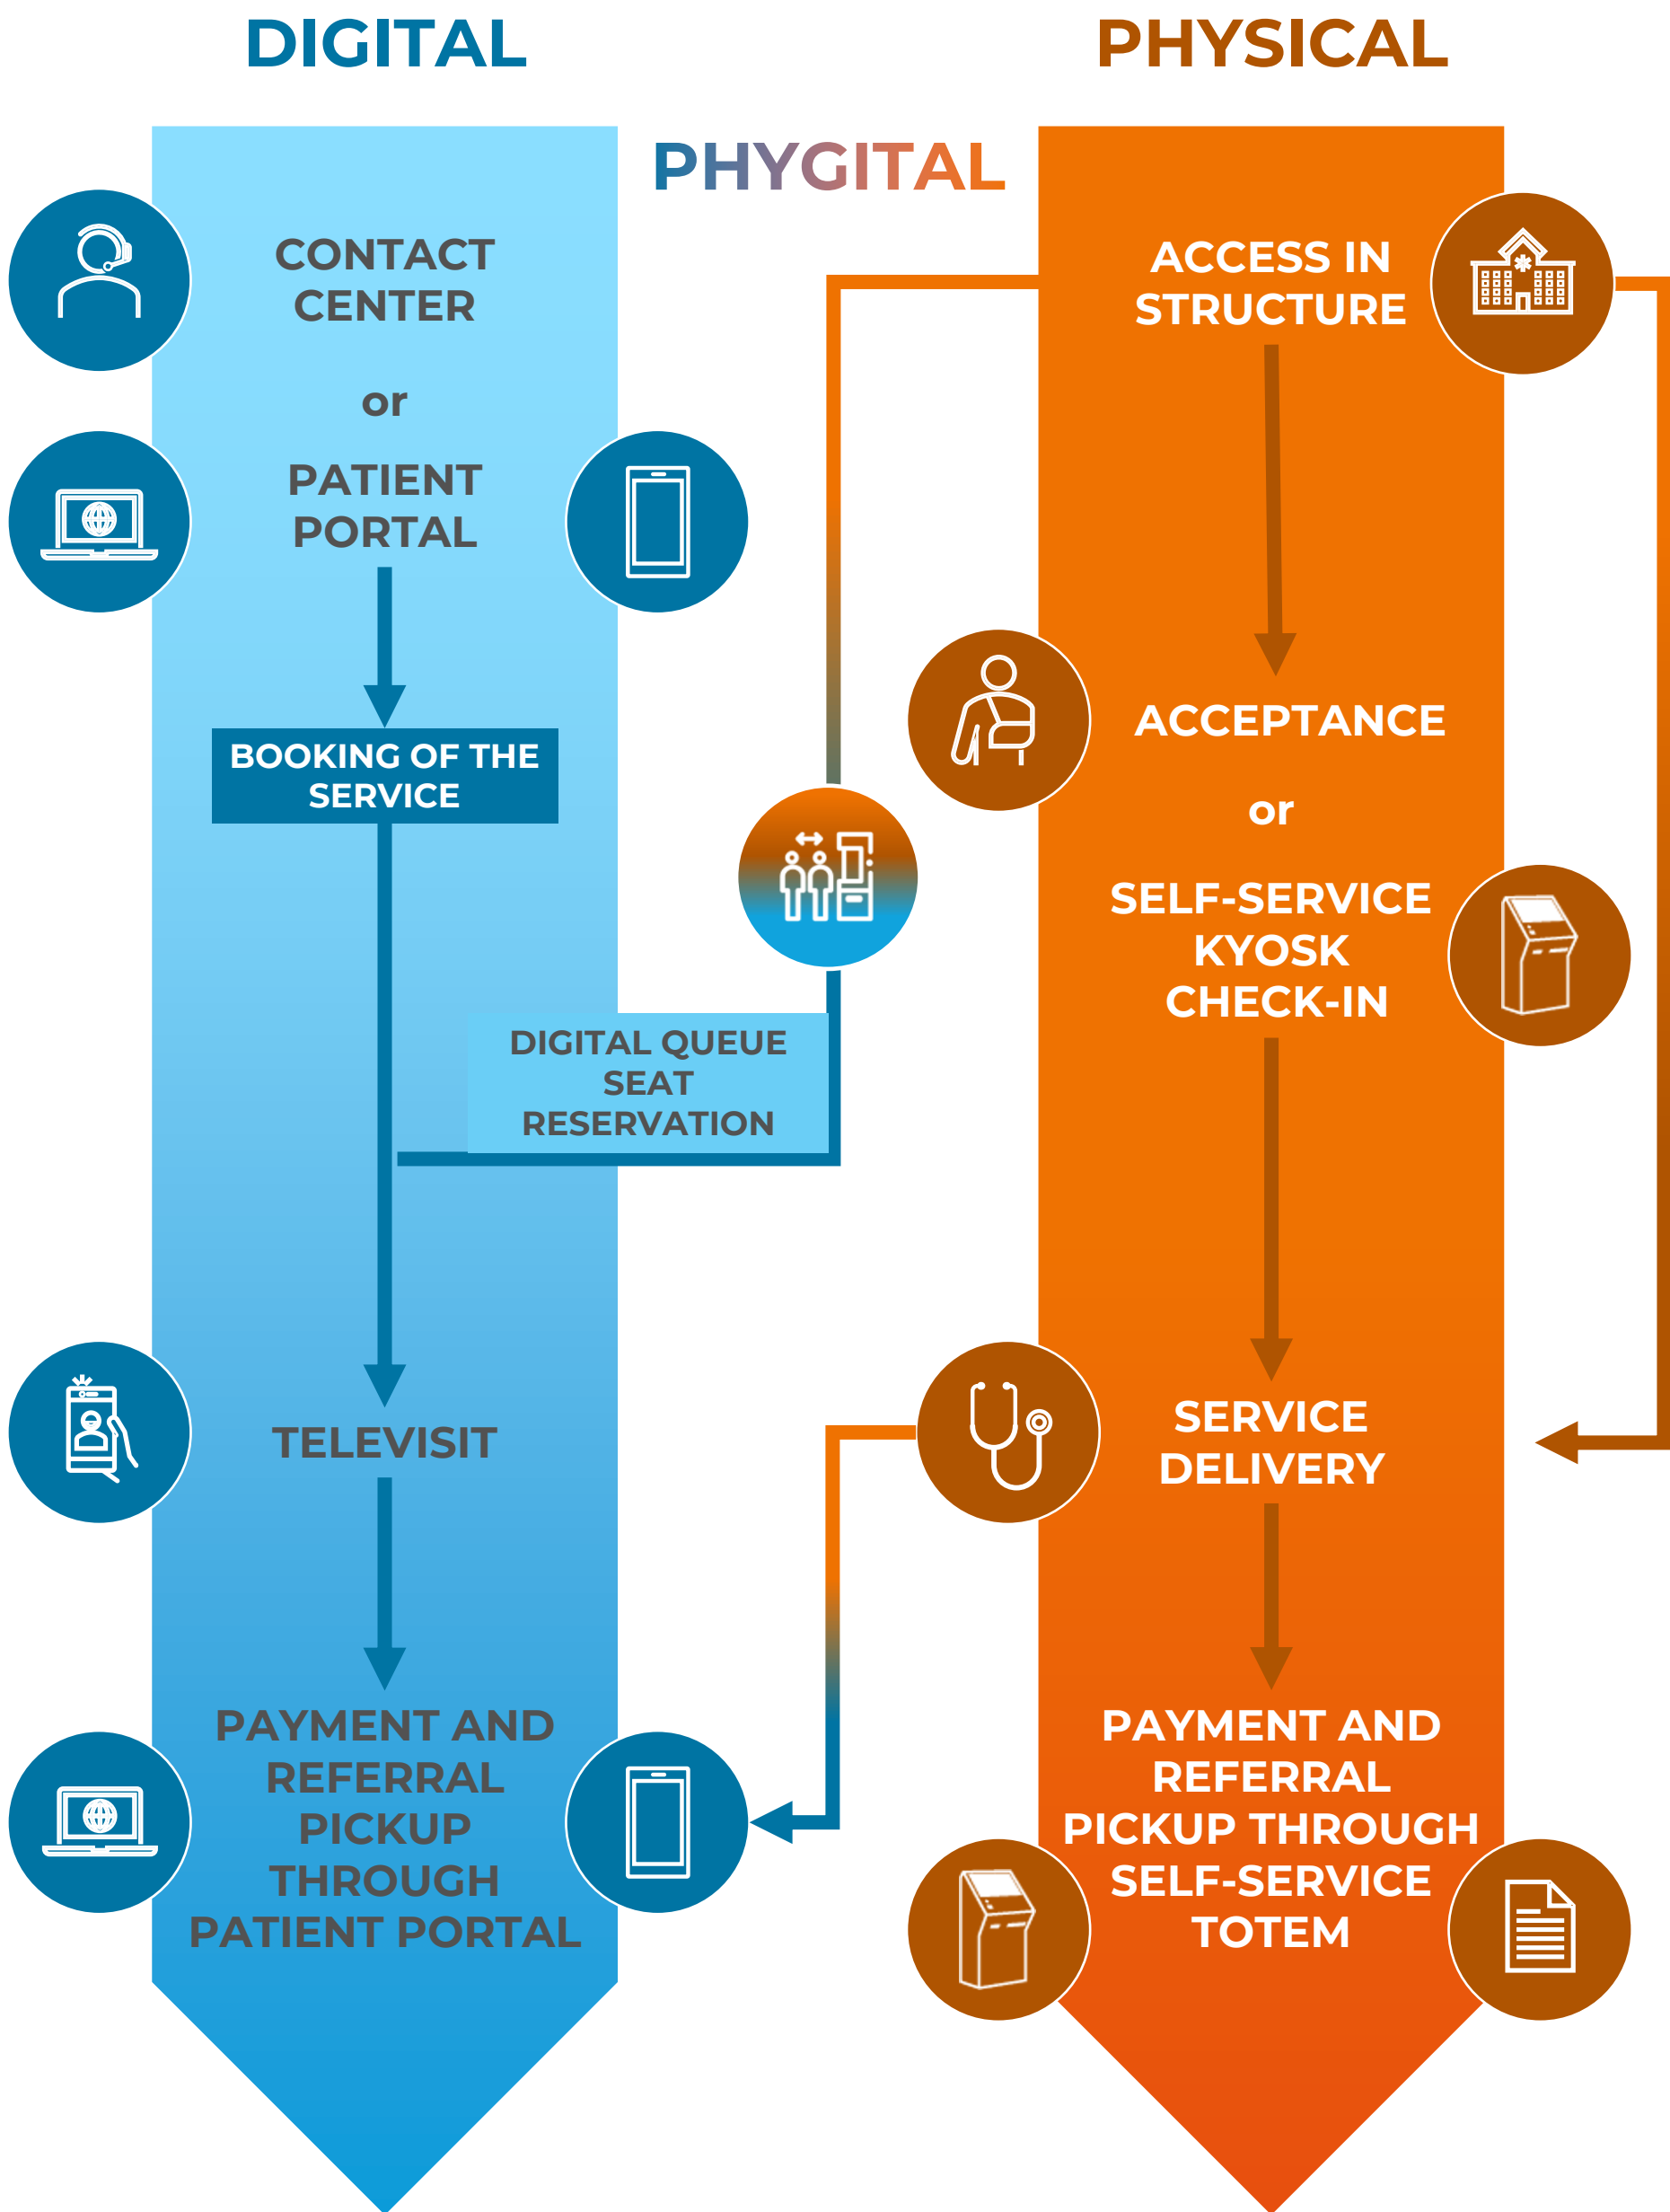 DIGITAL
PHYSICAL
PHYGITAL
CONTACT
CENTER
or
PATIENT
PORTAL
BOOKING OF THE
SERVICE
DIGITAL QUEUE
SEAT
RESERVATION
TELEVISIT
PAYMENT AND
REFERRAL
PICKUP
THROUGH
PATIENT PORTAL
ACCESS IN
STRUCTURE
ACCEPTANCE
or
SELF-SERVICE
KYOSK
CHECK-IN
SERVICE
DELIVERY
PAYMENT AND
REFERRAL
PICKUP THROUGH
SELF-SERVICE
TOTEM